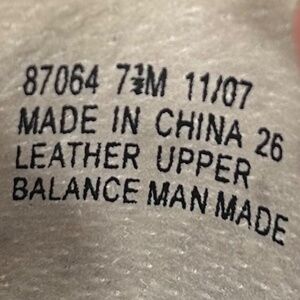 87064 7½M 11/07
MADE IN CHINA 26
LEATHER UPPER
BALANCE MAN MADE